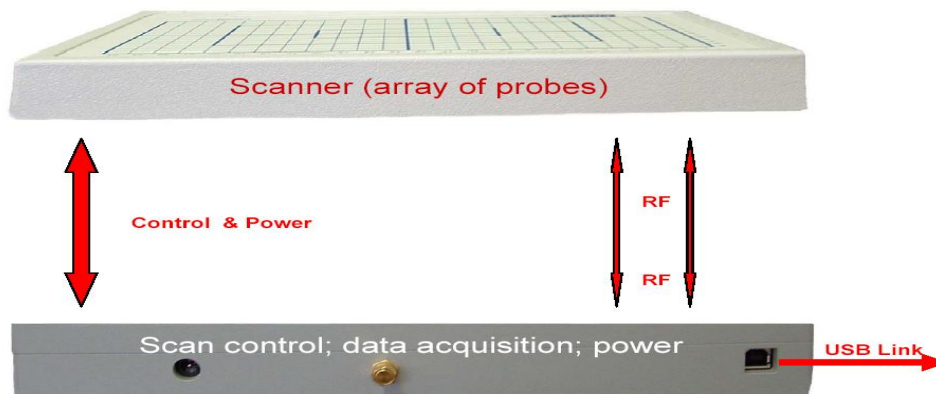 Scanner (array of probes)
Control & Power
RF
RF
Scan control; data acquisition; power
USB Link